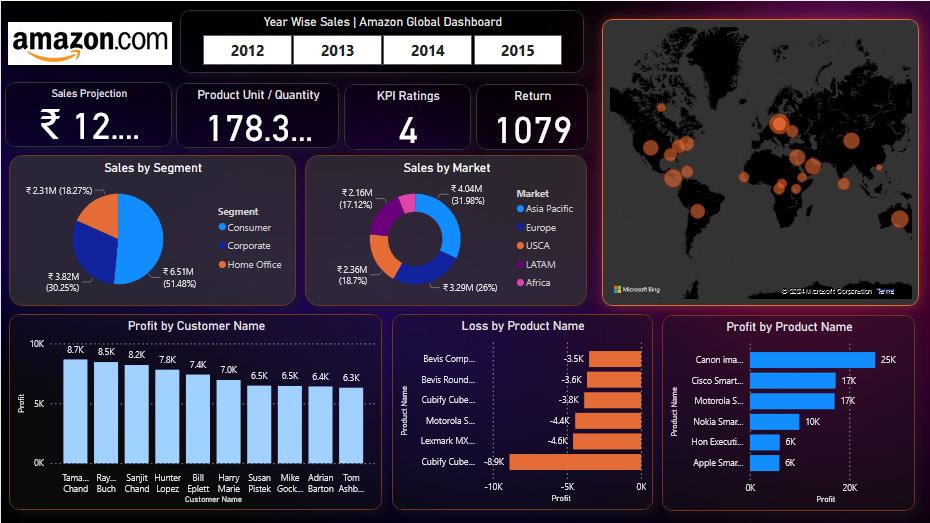 amazon.com
Year Wise Sales | Amazon Global Dashboard
2012
2013
2014
2015
Sales Projection
₹ 12....
Product Unit / Quantity
178.3...
KPI Ratings
4
Return
1079
Sales by Segment
₹ 2.31M (18.27%)
₹ 3.82M
(30.25%)
₹ 6.51M
(51.48%)
Segment
Consumer
Corporate
Home Office
Sales by Market
₹ 2.16M
(17.12%)
₹ 4.04M
(31.98%)
₹ 2.36M
(18.7%)
₹ 3.29M (26%)
Market
Asia Pacific
Europe
USCA
LATAM
Africa
Microsoft Bing
© 2024 Microsoft Corporation Terms
Profit by Customer Name
Profit
10K
5K
0K
8.7K
8.5K
8.2K
7.8K
7.4K
7.0K
6.5K
6.5K
6.4K
6.3K
Tama...
Chand
Ray...
Buch
Sanjit
Chand
Hunter
Lopez
Bill
Eplett
Harry
Marie
Susan
Pistek
Mike
Gock...
Adrian
Barton
Tom
Ashb...
Customer Name
Loss by Product Name
Product Name
Bevis Comp...
-3.5K
Bevis Round...
-3.6K
Cubify Cube...
-3.8K
Motorola S...
-4.4K
Lexmark MX...
-4.6K
Cubify Cube...
-8.9K
-10K
-5K
0K
Profit
Profit by Product Name
Product Name
Canon ima...
25K
Cisco Smart...
17K
Motorola S...
17K
Nokia Smar...
10K
Hon Executi...
6K
Apple Smar...
6K
0K
20K
Profit